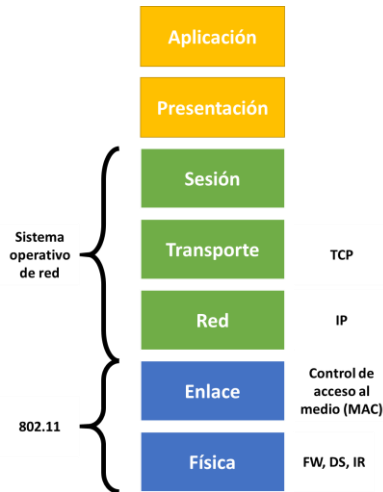 Aplicación
Presentación
Sesión
Sistema
operativo
de red
Transporte
TCP
Red
IP
Enlace
Control de
acceso al
medio (MAC)
802.11
Física
FW, DS, IR